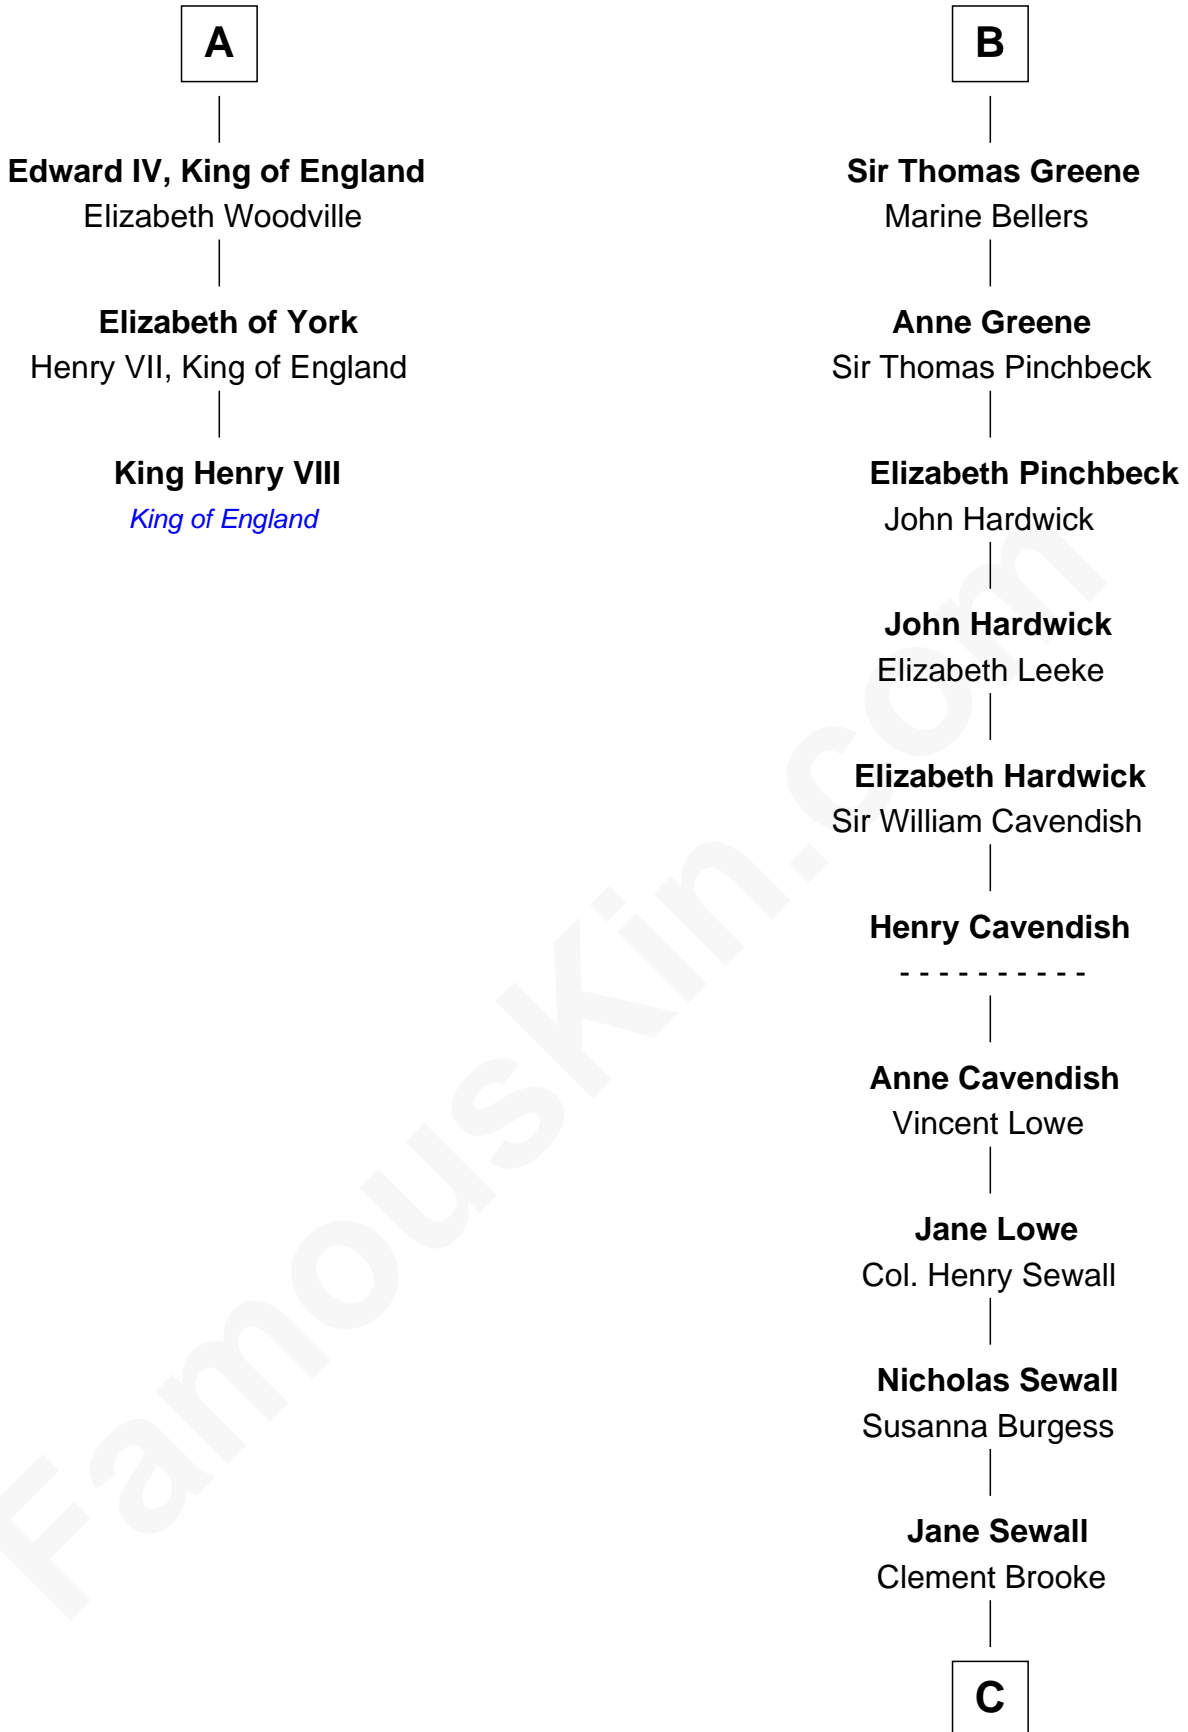 A
Edward IV, King of England
Elizabeth Woodville
Elizabeth of York
Henry VII, King of England
King Henry VIII
King of England
B
Sir Thomas Greene
Marine Bellers
Anne Greene
Sir Thomas Pinchbeck
Elizabeth Pinchbeck
John Hardwick
John Hardwick
Elizabeth Leeke
Elizabeth Hardwick
Sir William Cavendish
Henry Cavendish
- - - - - - - - - -
Anne Cavendish
Vincent Lowe
Jane Lowe
Col. Henry Sewall
Nicholas Sewall
Susanna Burgess
Jane Sewall
Clement Brooke
C
FamousKin.com